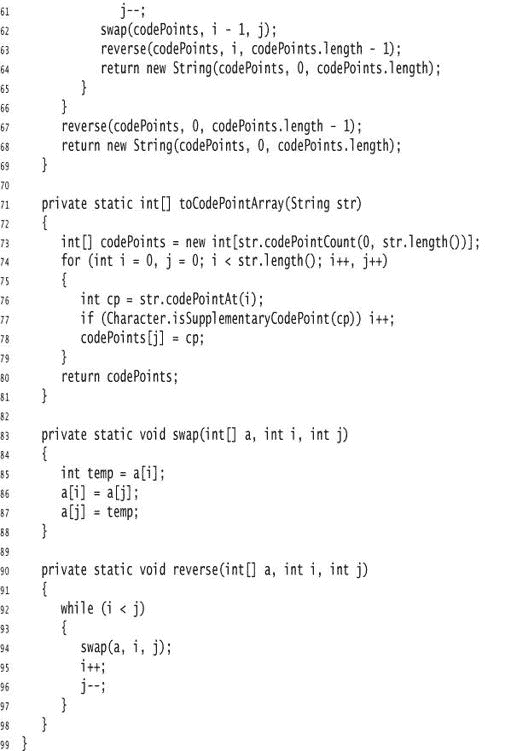 61 j--;
62 swap(codePoints, i - 1, j);
63 reverse(codePoints, i, codePoints.length - 1);
64 return new String(codePoints, 0, codePoints.length);
65 }
66 }
67 reverse(codePoints, 0, codePoints.length - 1);
68 return new String(codePoints, 0, codePoints.length);
69 }
70
71 private static int[] toCodePointArray(String str)
72 {
73 int[] codePoints = new int[str.codePointCount(0, str.length())];
74 for (int i = 0, j = 0; i < str.length(); i++, j++)
75 {
76 int cp = str.codePointAt(i);
77 if (Character.isSupplementaryCodePoint(cp)) i++;
78 codePoints[j] = cp;
79 }
80 return codePoints;
81 }
82
83 private static void swap(int[] a, int i, int j)
84 {
85 int temp = a[i];
86 a[i] = a[j];
87 a[j] = temp;
88 }
89
90 private static void reverse(int[] a, int i, int j)
91 {
92 while (i < j)
93 {
94 swap(a, i, j);
95 i++;
96 j--;
97 }
98 }
99 }